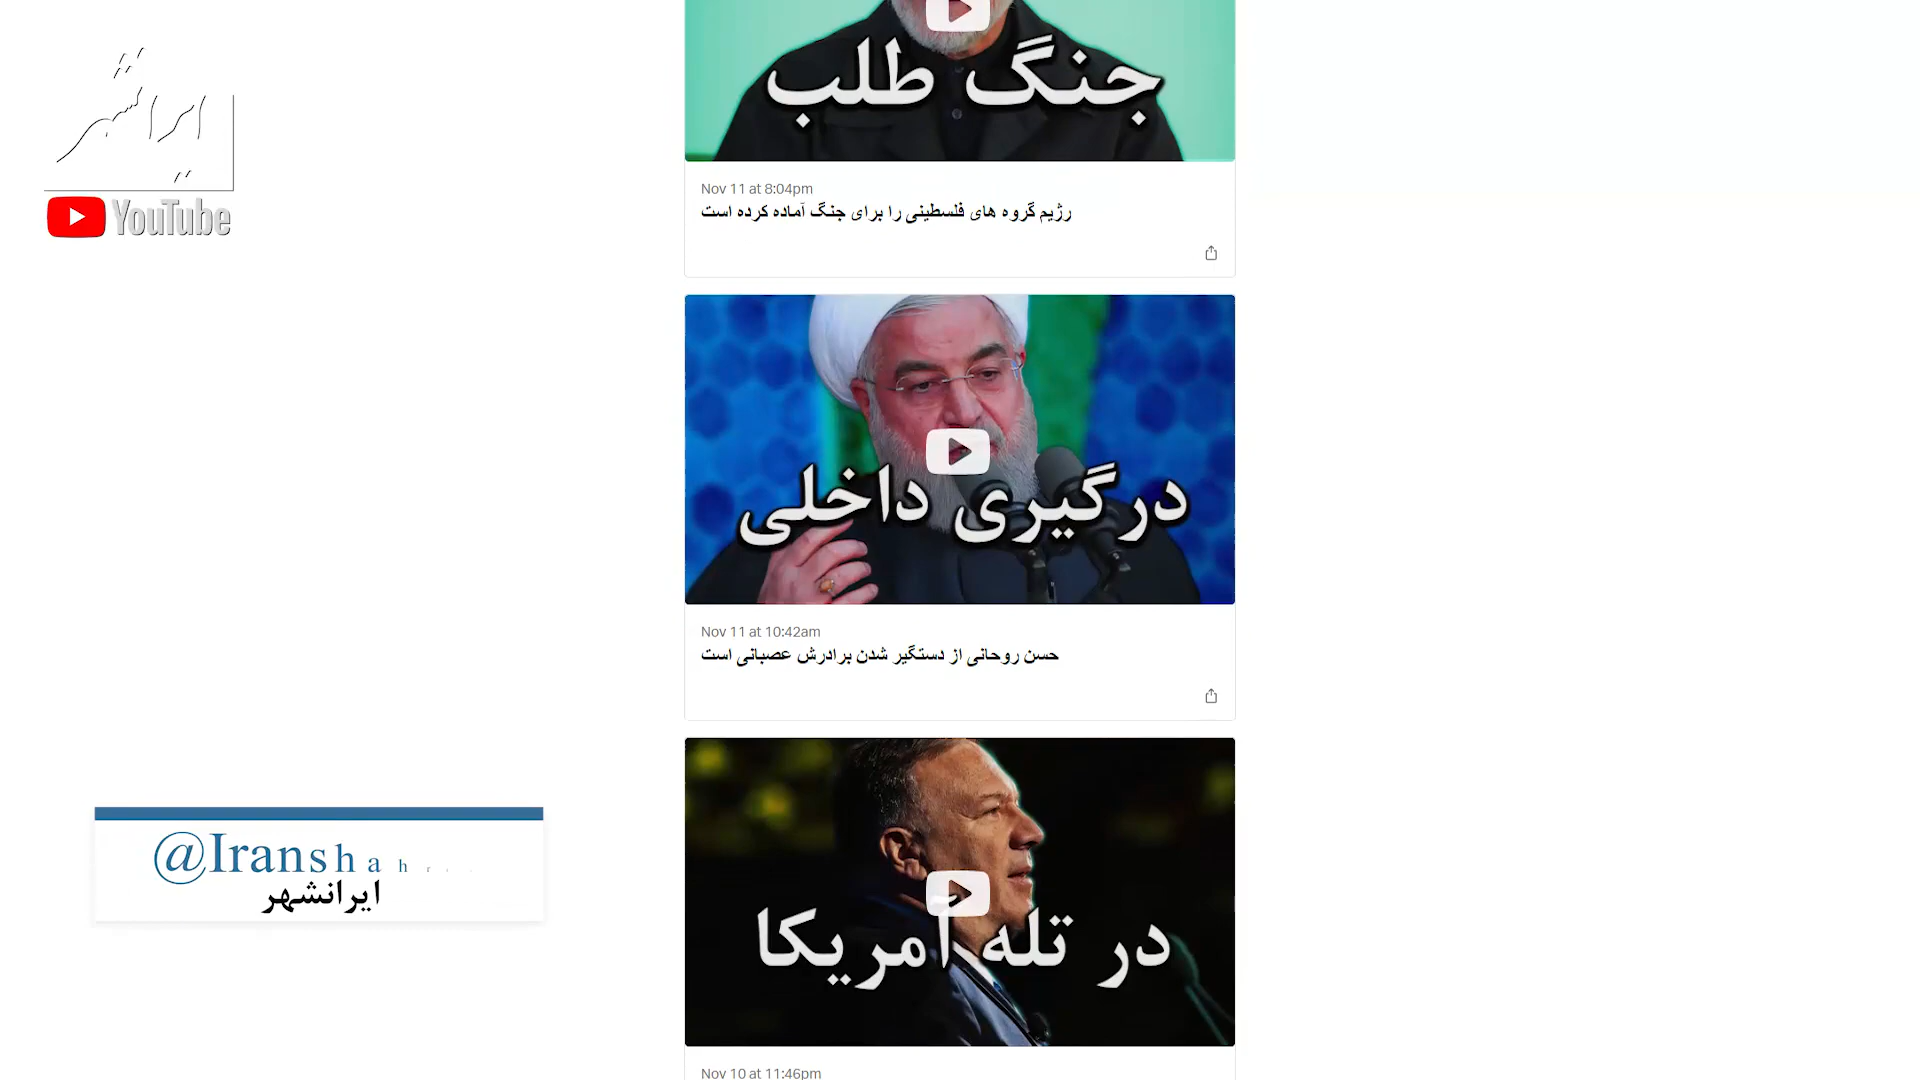 ایرانشهر
YouTube
جنگ طلب
Nov 11 at 8:04pm
رژیم گروه های فلسطینی را برای جنگ آماده کرده است
درگیری داخلی
Nov 11 at 10:42am
حسن روحانی از دستگیر شدن برادرش عصبانی است
در تله آمریکا
Nov 10 at 11:46pm
@Iranshah
ایرانشهر